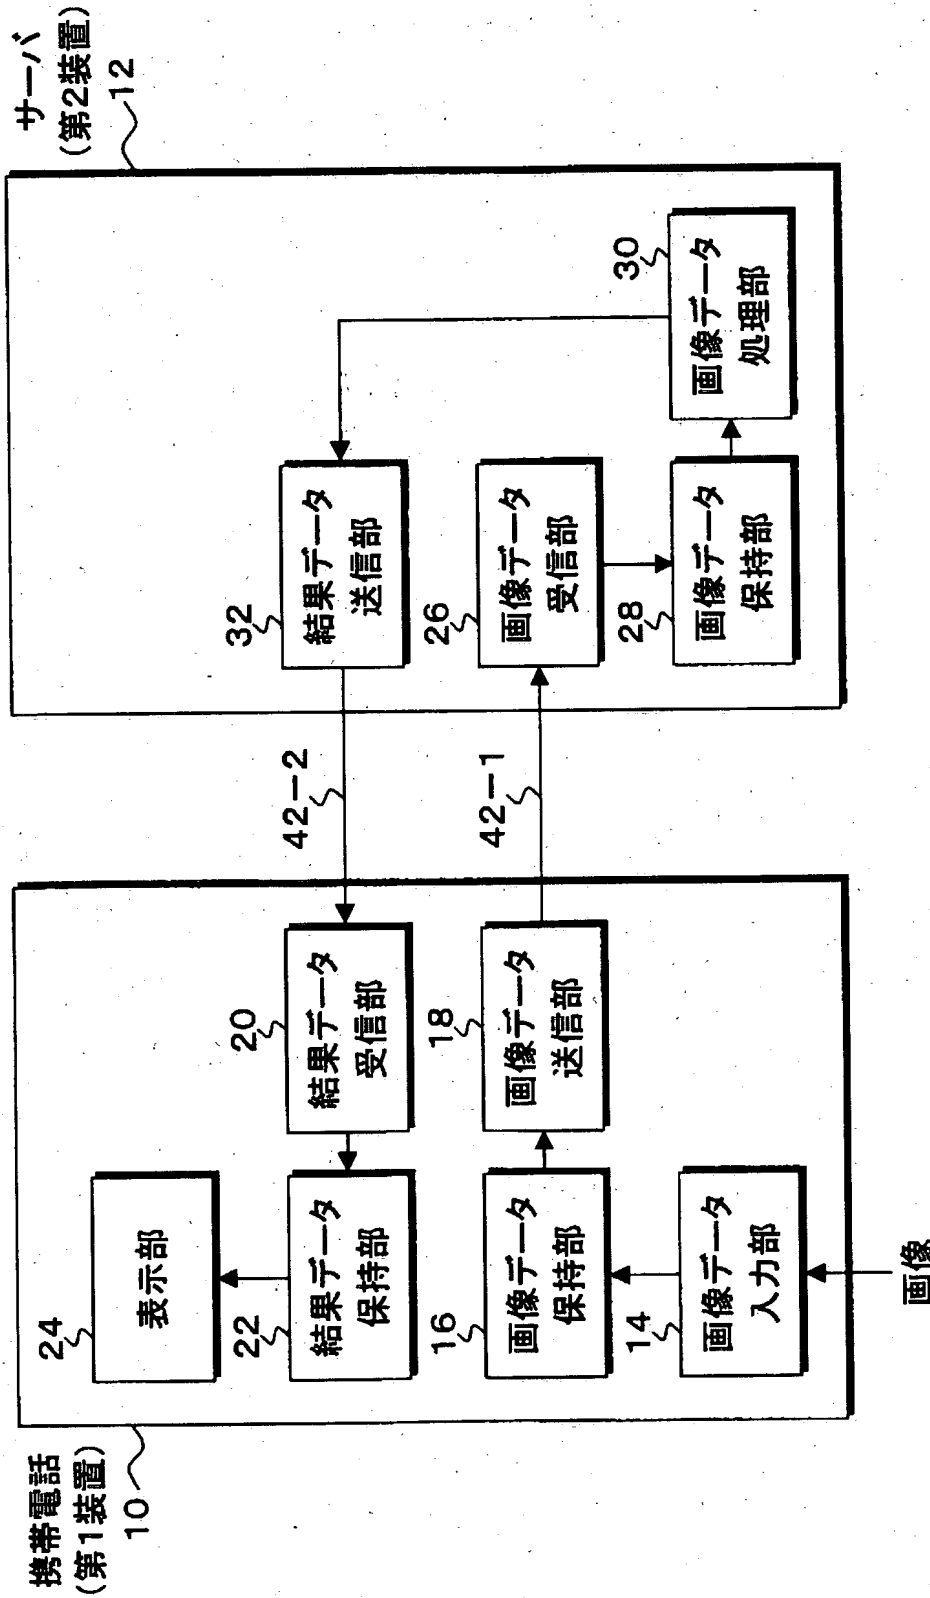 携帯電話
(第1装置)
10
24
表示部
22
結果データ
保持部
20
結果データ
受信部
16
画像データ
保持部
18
画像データ
送信部
14
画像データ
入力部
画像
42-2
42-1
サーバ
(第2装置)
12
32
結果データ
送信部
26
画像データ
受信部
28
画像データ
保持部
30
画像データ
処理部